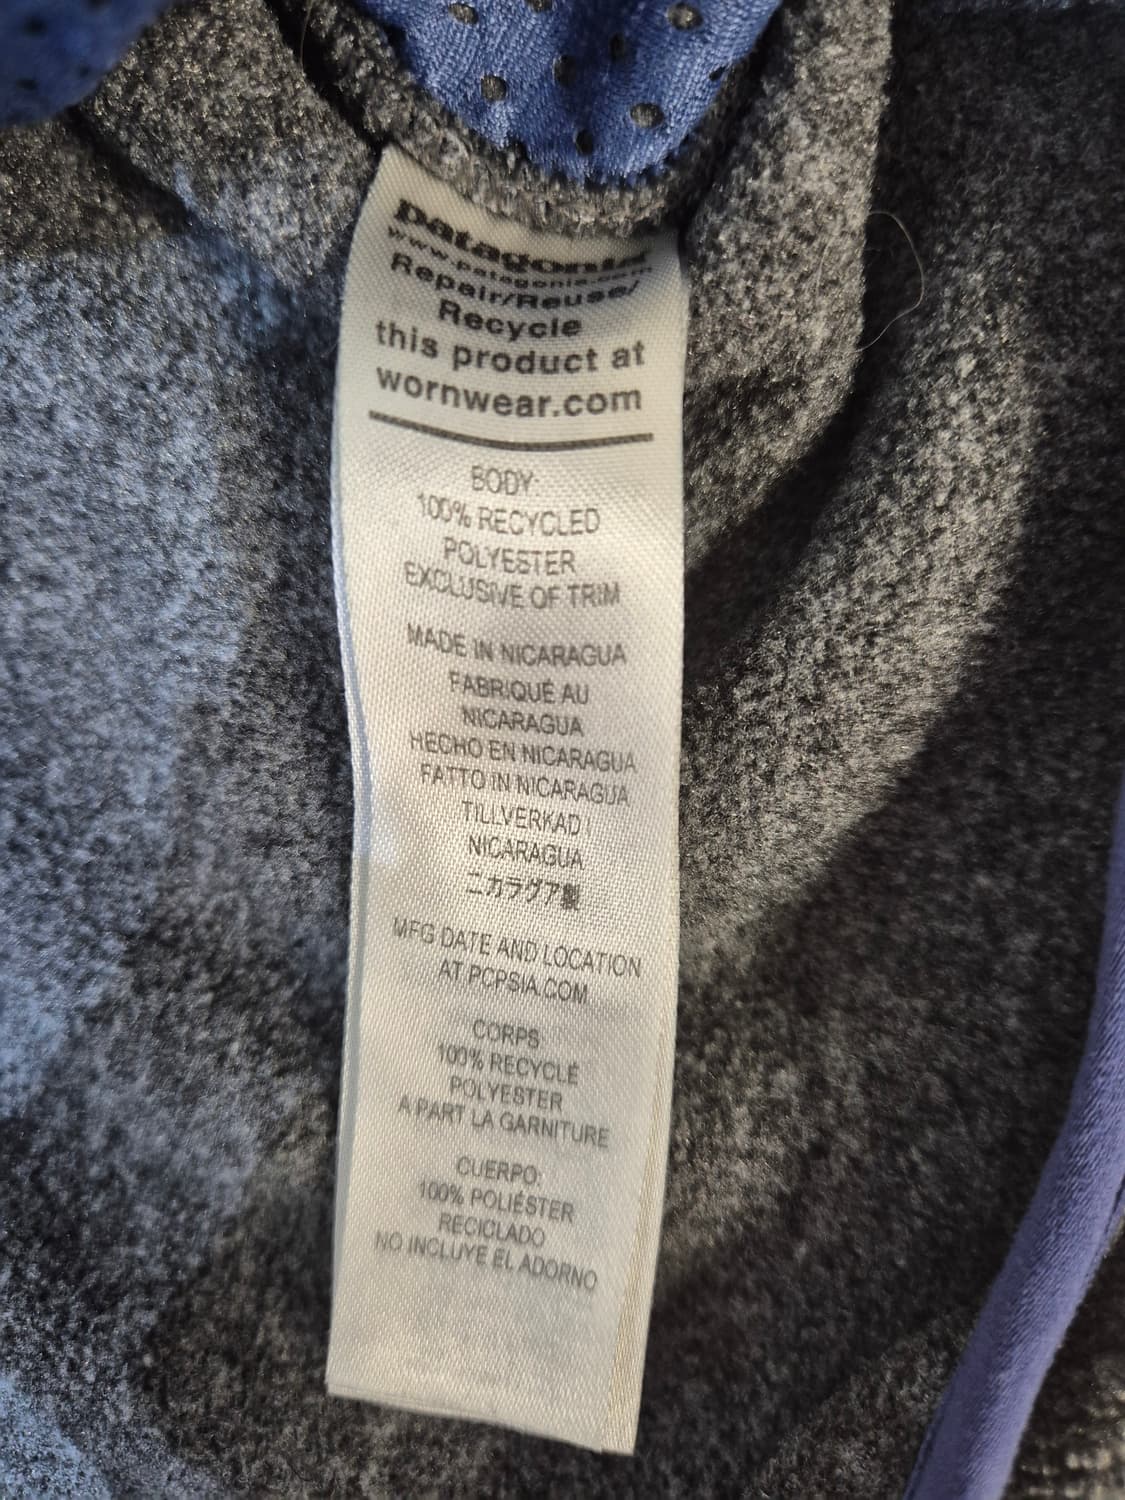 patagonia
www.patagonia.com
Repair/Reuse/
Recycle
this product at
wornwear.com
BODY:
100% RECYCLED
POLYESTER
EXCLUSIVE OF TRIM
MADE IN NICARAGUA
FABRIQUÉ AU
NICARAGUA
HECHO EN NICARAGUA
FATTO IN NICARAGUA
TILLVERKAD I
NICARAGUA
ニカラグア製
MFG DATE AND LOCATION
AT PCPSIA.COM
CORPS:
100% RECYCLÉ
POLYESTER
A PART LA GARNITURE
CUERPO:
100% POLIÉSTER
RECICLADO
NO INCLUYE EL ADORNO